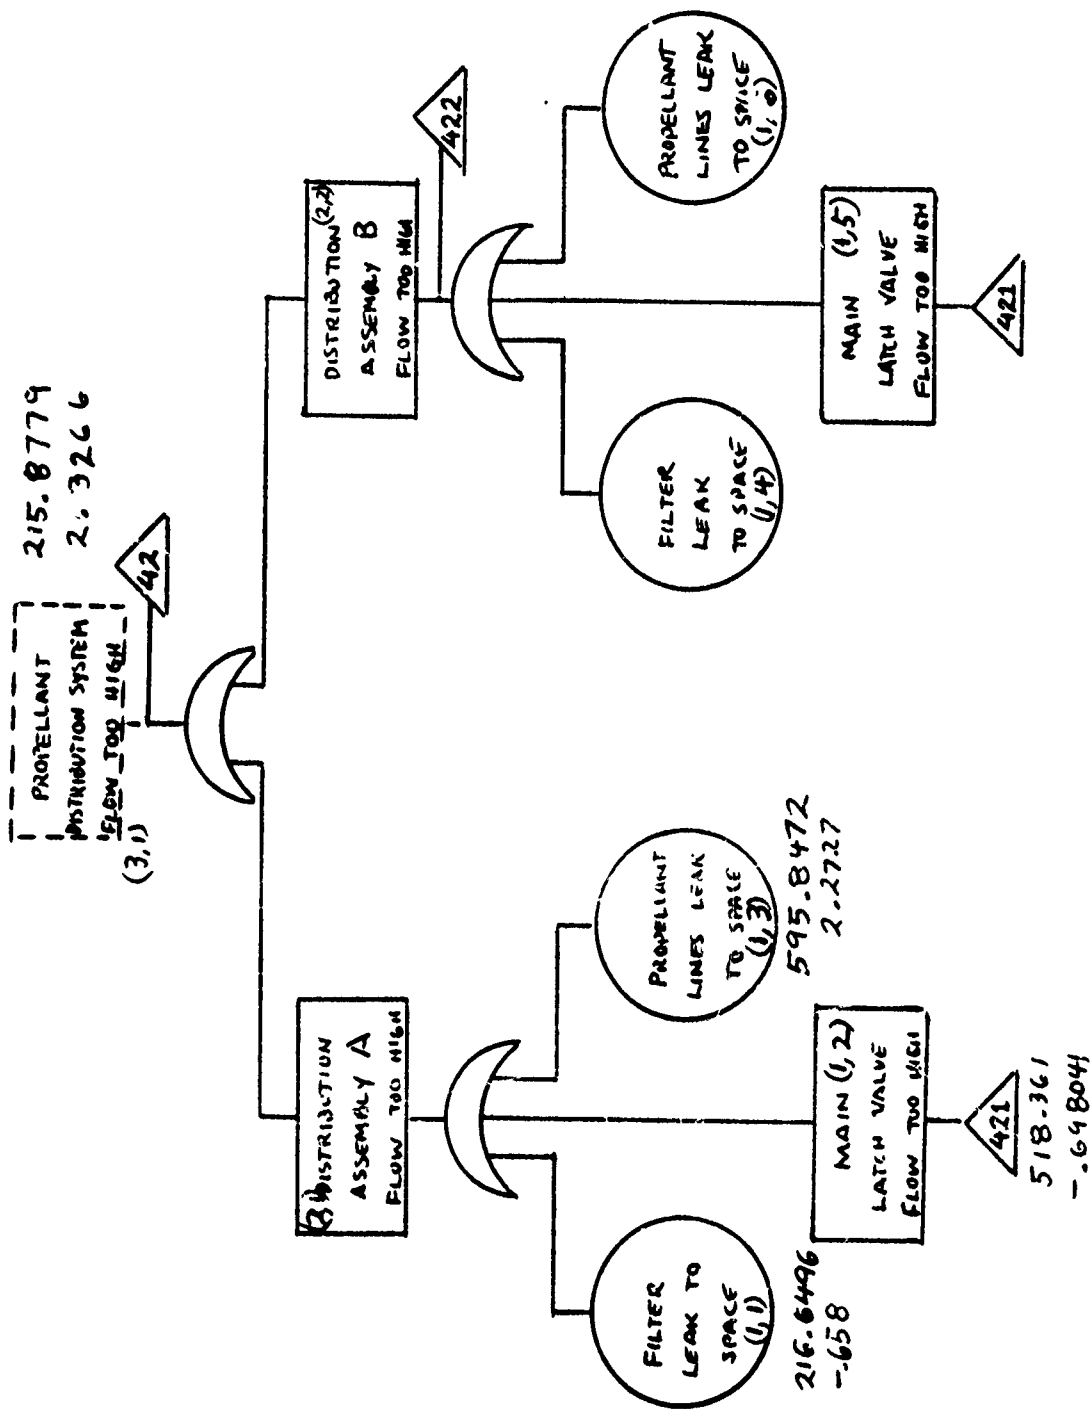 PROPELLANT
DISTRIBUTION SYSTEM
FLOW TOO HIGH
(3,1)
215.8779
2.3266
42
DISTRIBUTION
ASSEMBLY A
FLOW TOO HIGH
DISTRIBUTION (2,2)
ASSEMBLY B
FLOW TOO HIGH
422
FILTER
LEAK TO
SPACE
(1,1)
216.6496
-.658
MAIN (1,2)
LATCH VALVE
FLOW TOO HIGH
421
518.361
-.698041
PROPELLANT
LINES LEAK
TO SPACE
(1,3)
595.8472
2.2727
FILTER
LEAK
TO SPACE
(1,4)
MAIN (1,5)
LATCH VALVE
FLOW TOO HIGH
421
PROPELLANT
LINES LEAK
TO SPACE